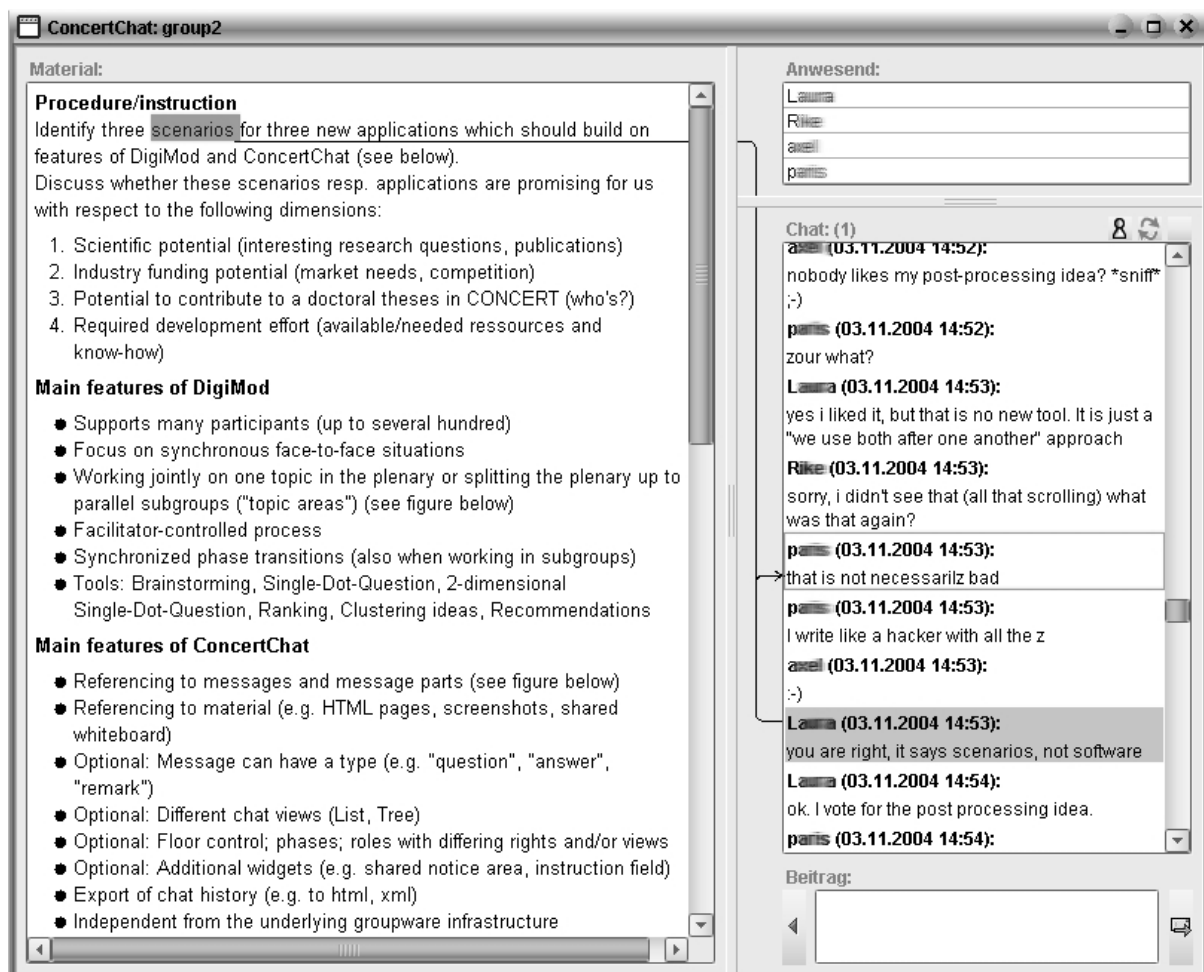 ConcertChat: group2
Material:
Procedure/instruction
Identify three scenarios for three new applications which should build on
features of DigiMod and ConcertChat (see below).
Discuss whether these scenarios resp. applications are promising for us
with respect to the following dimensions:
1. Scientific potential (interesting research questions, publications)
2. Industry funding potential (market needs, competition)
3. Potential to contribute to a doctoral theses in CONCERT (who's?)
4. Required development effort (available/needed ressources and
know-how)
Main features of DigiMod
Supports many participants (up to several hundred)
Focus on synchronous face-to-face situations
Working jointly on one topic in the plenary or splitting the plenary up to
parallel subgroups ("topic areas") (see figure below)
Facilitator-controlled process
Synchronized phase transitions (also when working in subgroups)
Tools: Brainstorming, Single-Dot-Question, 2-dimensional
Single-Dot-Question, Ranking, Clustering ideas, Recommendations
Main features of ConcertChat
Referencing to messages and message parts (see figure below)
Referencing to material (e.g. HTML pages, screenshots, shared
whiteboard)
Optional: Message can have a type (e.g. "question", "answer",
"remark")
Optional: Different chat views (List, Tree)
Optional: Floor control; phases; roles with differing rights and/or views
Optional: Additional widgets (e.g. shared notice area, instruction field)
Export of chat history (e.g. to html, xml)
Independent from the underlying groupware infrastructure
Anwesend:
Laura
Rike
axel
paris
Chat: (1)
axel (03.11.2004 14:52):
nobody likes my post-processing idea? *sniff*
;-)
paris (03.11.2004 14:52):
zour what?
Laura (03.11.2004 14:53):
yes i liked it, but that is no new tool. It is just a
"we use both after one another" approach
Rike (03.11.2004 14:53):
sorry, i didn't see that (all that scrolling) what
was that again?
paris (03.11.2004 14:53):
that is not necessarilz bad
paris (03.11.2004 14:53):
I write like a hacker with all the z
axel (03.11.2004 14:53):
:-)
Laura (03.11.2004 14:53):
you are right, it says scenarios, not software
Laura (03.11.2004 14:54):
ok. I vote for the post processing idea.
paris (03.11.2004 14:54):
Beitrag: